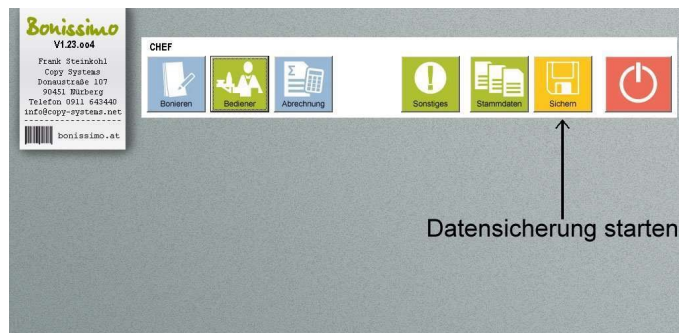 Bonissimo
V1.23.oo4
Frank Steinkohl
Copy Systems
Donaustraße 107
90451 Nürberg
Telefon 0911 643440
info@copy-systems.net
bonissimo.at
CHEF
Bonieren
Bediener
Abrechnung
Sonstiges
Stammdaten
Sichern
Datensicherung starten